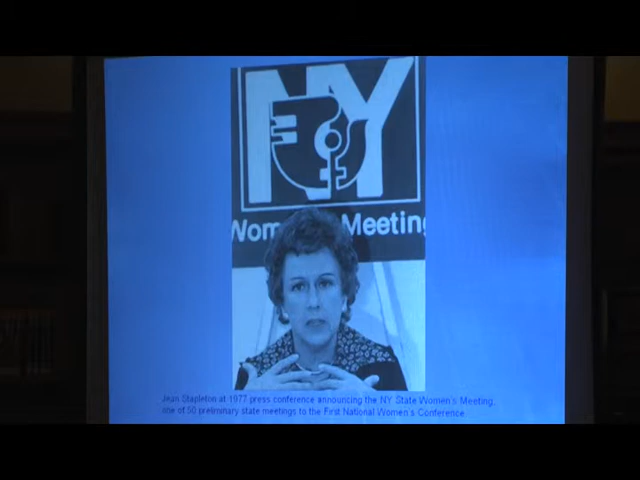 NY
Wom Meeting
Jean Stapleton at 1977 press conference announcing the NY State Women's Meeting,
one of 50 preliminary state meetings to the First National Women's Conference